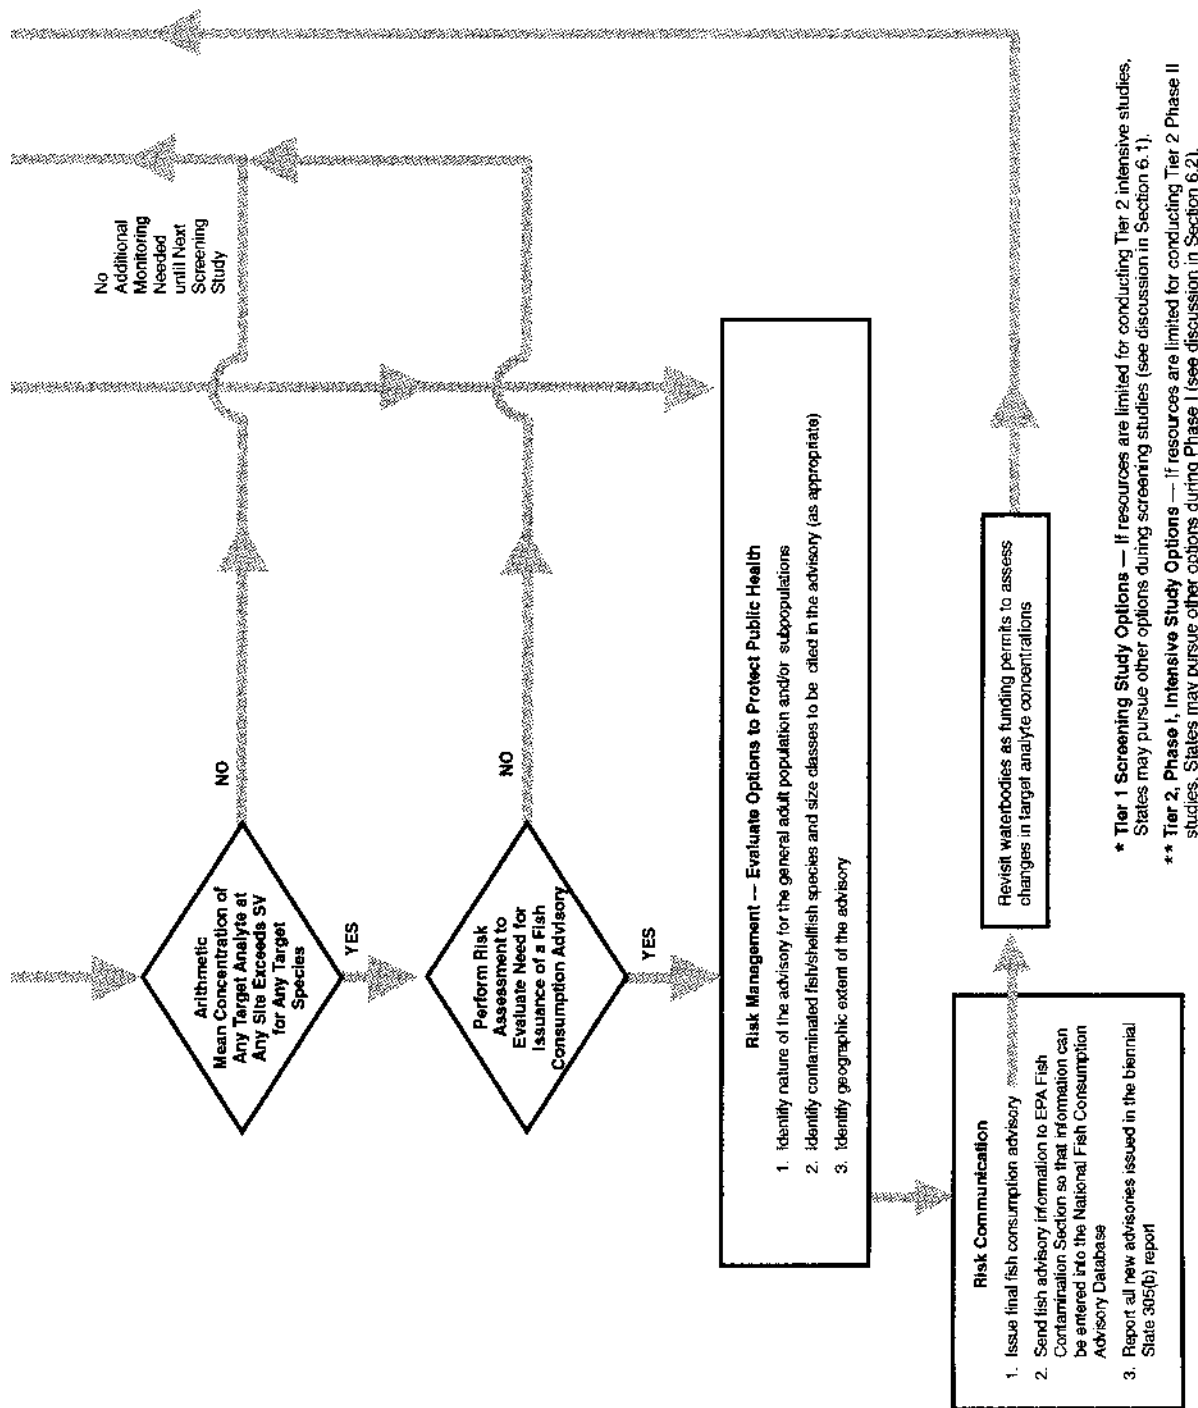 Arithmetic
Mean Concentration of
Any Target Analyte at
Any Site Exceeds SV
for Any Target
Species
NO
No
Additional
Monitoring
Needed
until Next
Screening
Study
YES
Perform Risk
Assessment to
Evaluate Need for
Issuance of a Fish
Consumption Advisory
NO
YES
Risk Management — Evaluate Options to Protect Public Health
1. Identify nature of the advisory for the general adult population and/or subpopulations
2. Identify contaminated fish/shellfish species and size classes to be cited in the advisory (as appropriate)
3. Identify geographic extent of the advisory
Risk Communication
1. Issue final fish consumption advisory
2. Send fish advisory information to EPA Fish
Contamination Section so that information can
be entered into the National Fish Consumption
Advisory Database
3. Report all new advisories issued in the biennial
State 305(b) report
Revisit waterbodies as funding permits to assess
changes in target analyte concentrations
* Tier 1 Screening Study Options — If resources are limited for conducting Tier 2 intensive studies,
States may pursue other options during screening studies (see discussion in Section 6.1).
** Tier 2, Phase I, Intensive Study Options — If resources are limited for conducting Tier 2 Phase II
studies, States may pursue other options during Phase I (see discussion in Section 6.2).